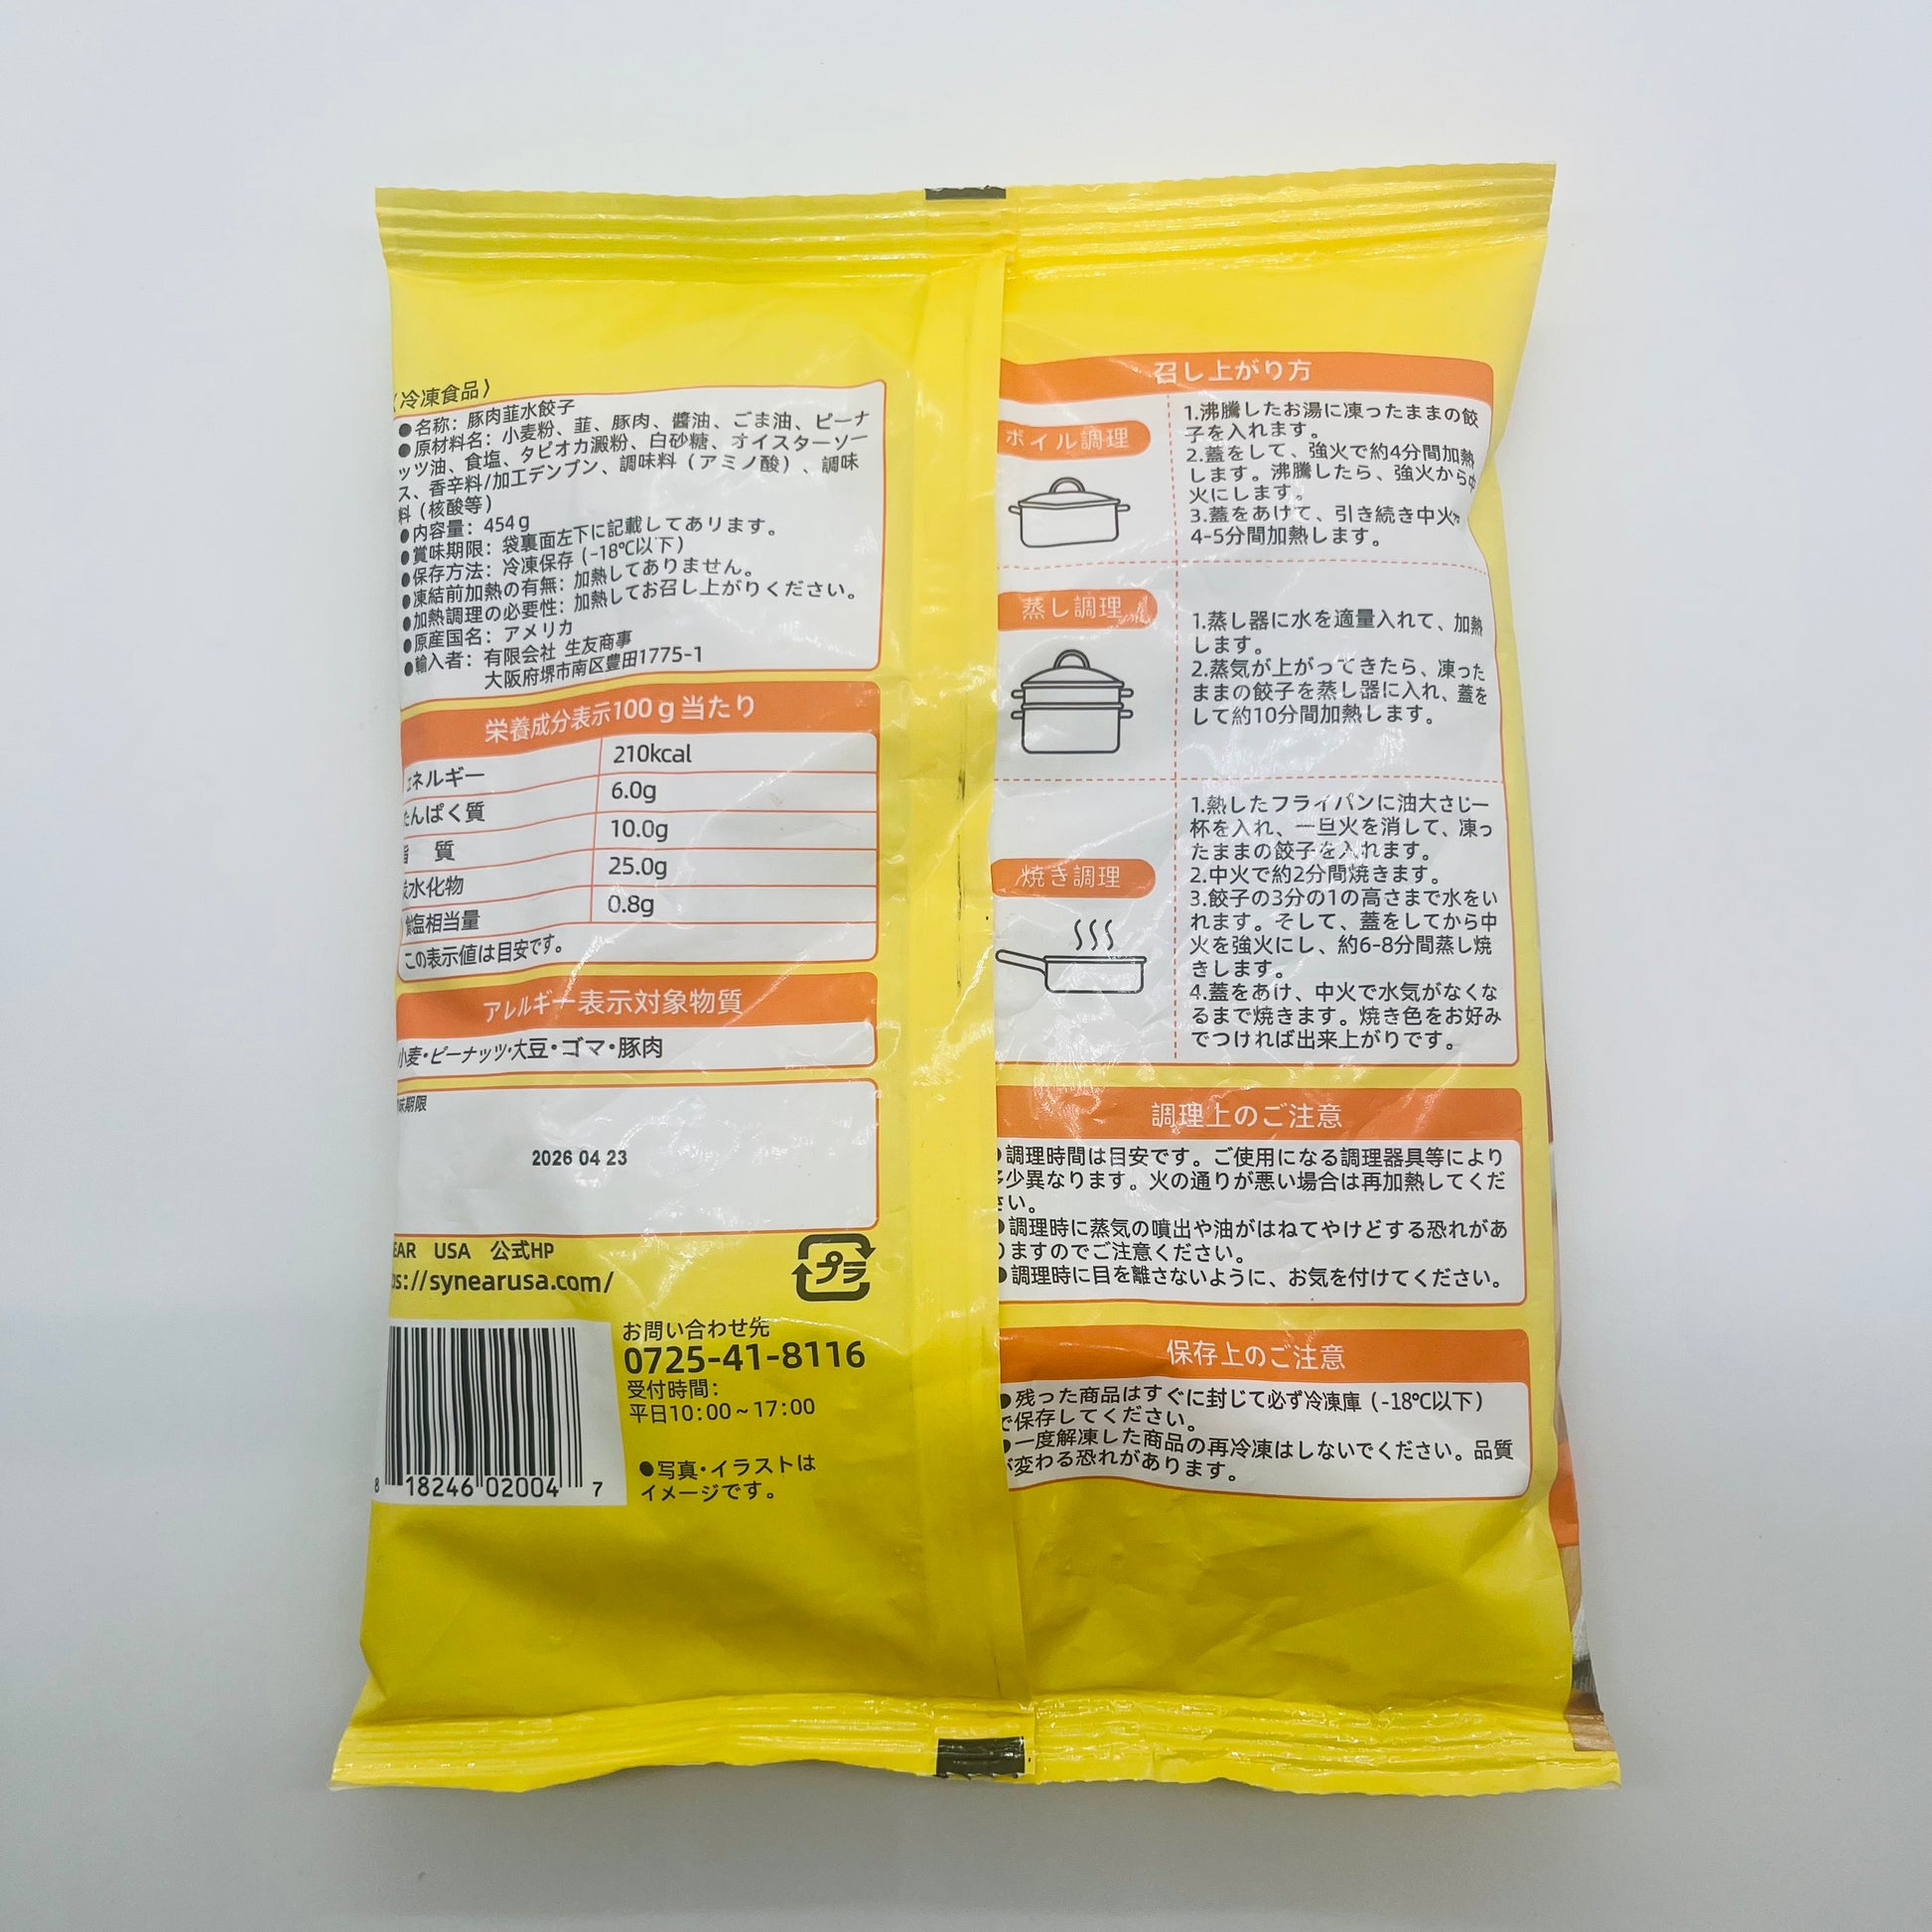 〈冷凍食品〉
●名称：豚肉韮水餃子
●原材料名：小麦粉、韮、豚肉、醬油、ごま油、ピーナ
ッツ油、食塩、タピオカ澱粉、白砂糖、オイスターソー
ス、香辛料/加工デンプン、調味料（アミノ酸）、調味
料（核酸等）
●内容量：454g
●賞味期限：袋裏面左下に記載してあリます。
●保存方法：冷凍保存（-18℃以下）
●凍結前加熱の有無：加熱してありません。
●加熱調理の必要性：加熱してお召し上がりください。
●原産国名：アメリカ
●輸入者：有限会社 生友商事
大阪府堺市南区豊田1775-1
栄養成分表示100g当たり
エネルギー 210kcal
たんぱく質 6.0g
脂 質 10.0g
炭水化物 25.0g
食塩相当量 0.8g
この表示値は目安です。
アレルギー表示対象物質
小麦・ピーナッツ・大豆・ゴマ・豚肉
味期限
2026 04 23
EAR USA 公式HP
s://synearusa.com/
プラ
お問い合わせ先
0725-41-8116
受付時間：
平日10：00～17：00
●写真・イラストは
イメージです。
8 18246 02004 7
召し上がり方
ボイル調理
1.沸騰したお湯に凍ったままの餃
子を入れます。
2.蓋をして、強火で約4分間加熱
します。沸騰したら、強火から中
火にします。
3.蓋をあけて、引き続き中火で
4-5分間加熱します。
蒸し調理
1.蒸し器に水を適量入れて、加熱
します。
2.蒸気が上がってきたら、凍った
ままの餃子を蒸し器に入れ、蓋を
して約10分間加熱します。
焼き調理
1.熱したフライパンに油大さじ一
杯を入れ、一旦火を消して、凍っ
たままの餃子を入れます。
2.中火で約2分間焼きます。
3.餃子の3分の1の高さまで水をい
れます。そして、蓋をしてから中
火を強火にし、約6-8分間蒸し焼
きします。
4.蓋をあけ、中火で水気がなくな
るまで焼きます。焼き色をお好み
でつければ出来上がりです。
調理上のご注意
●調理時間は目安です。ご使用になる調理器具等により
多少異なります。火の通りが悪い場合は再加熱してくだ
さい。
●調理時に蒸気の噴出や油がはねてやけどする恐れがあ
りますのでご注意ください。
●調理時に目を離さないように、お気を付けてください。
保存上のご注意
●残った商品はすぐに封じて必ず冷凍庫（-18℃以下）
で保存してください。
●一度解凍した商品の再冷凍はしないでください。品質
が変わる恐れがあります。